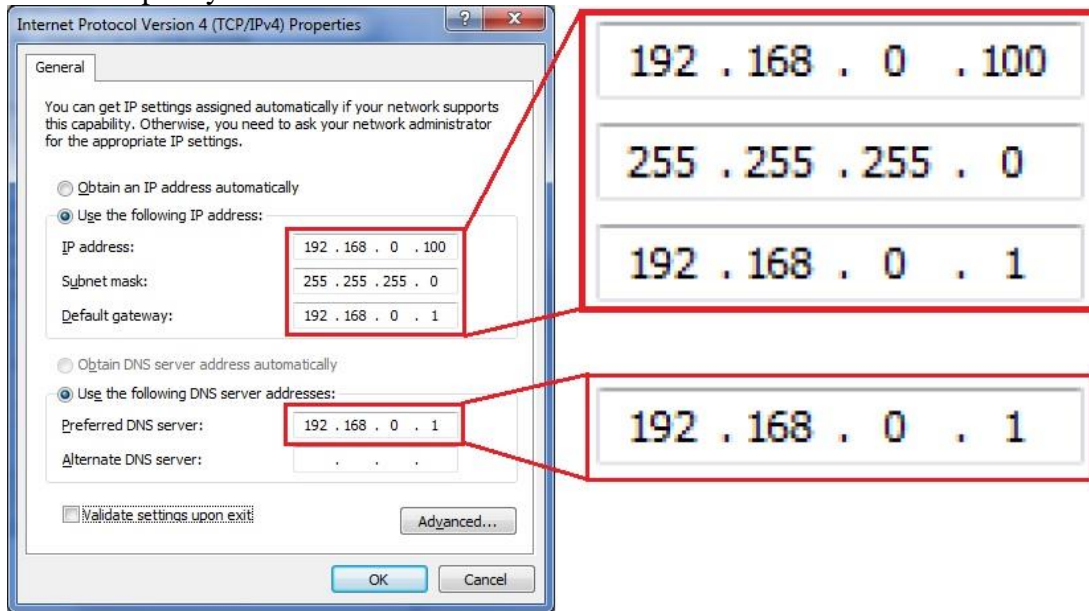 Internet Protocol Version 4 (TCP/IPv4) Properties
?
X
General
You can get IP settings assigned automatically if your network supports
this capability. Otherwise, you need to ask your network administrator
for the appropriate IP settings.
Obtain an IP address automatically
Use the following IP address:
IP address: 192 . 168 . 0 . 100
Subnet mask: 255 . 255 . 255 . 0
Default gateway: 192 . 168 . 0 . 1
Obtain DNS server address automatically
Use the following DNS server addresses:
Preferred DNS server: 192 . 168 . 0 . 1
Alternate DNS server: . . .
Validate settings upon exit
Advanced...
OK Cancel
192 . 168 . 0 . 100
255 . 255 . 255 . 0
192 . 168 . 0 . 1
192 . 168 . 0 . 1